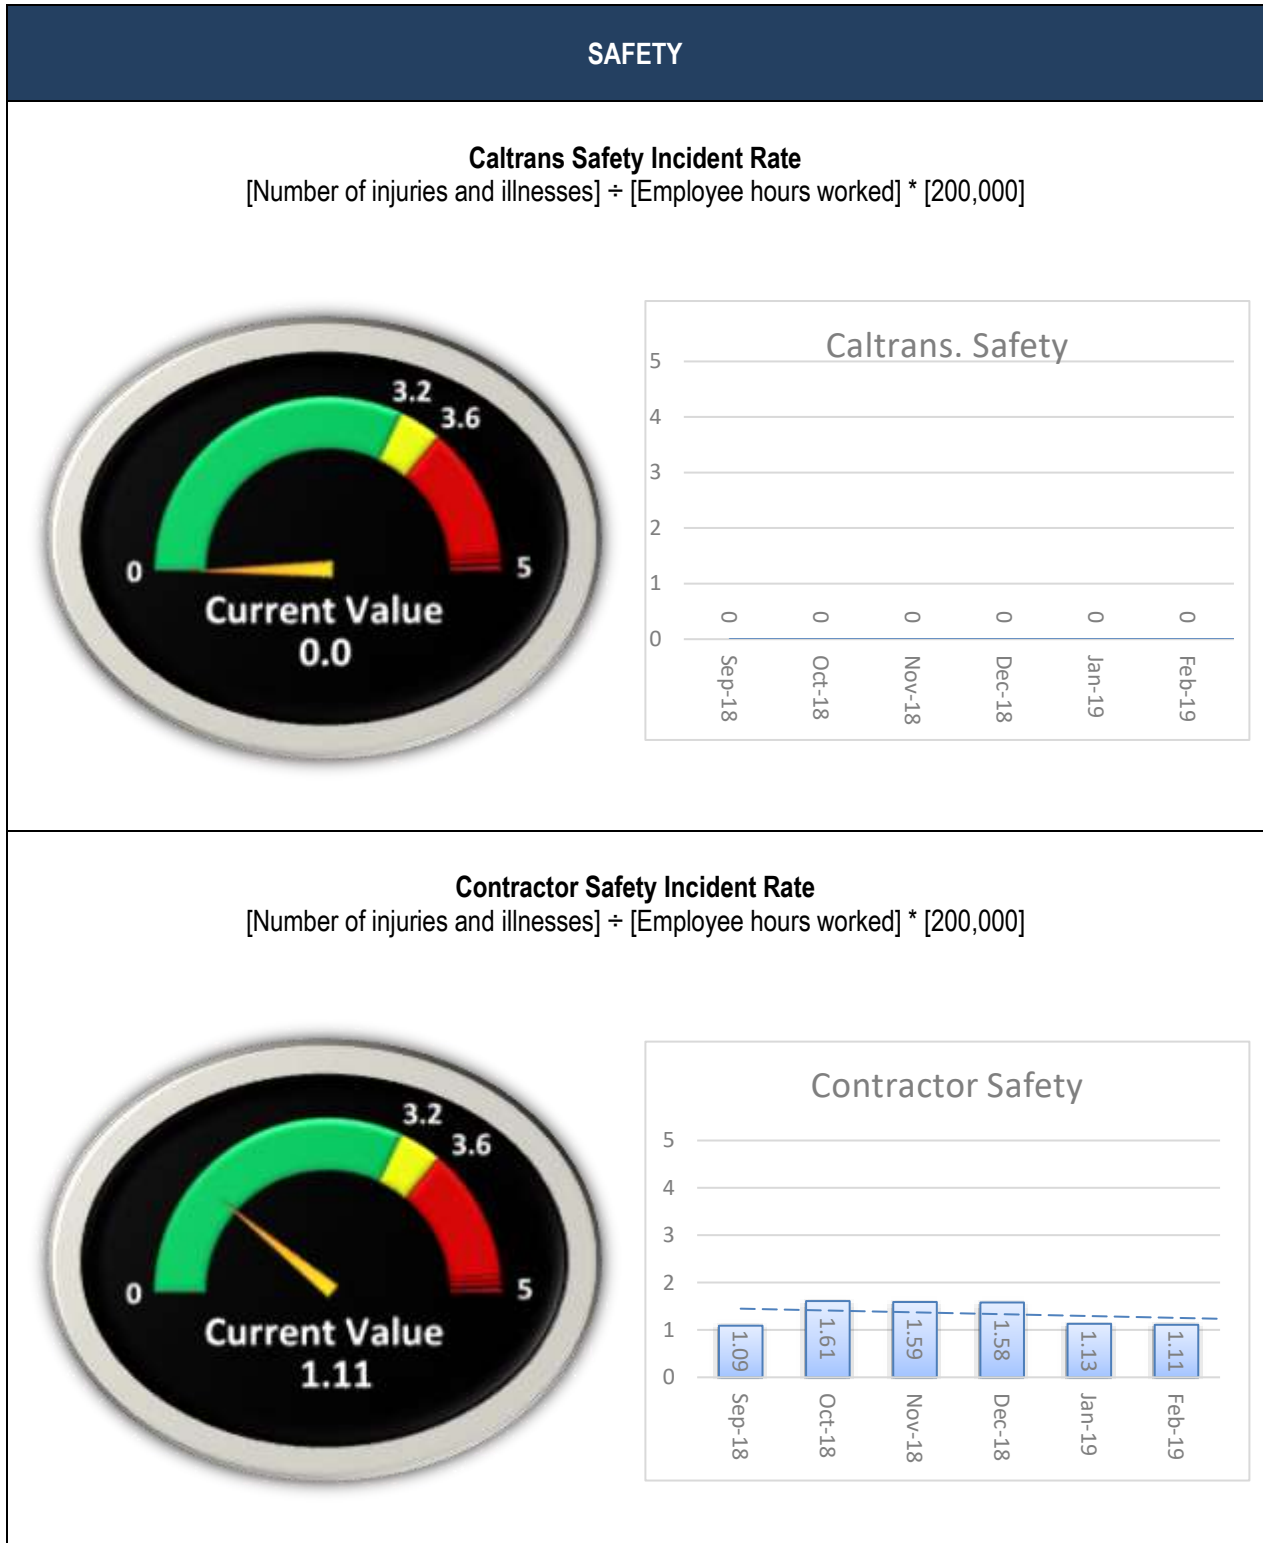 SAFETY
Caltrans Safety Incident Rate
[Number of injuries and illnesses] ÷ [Employee hours worked] * [200,000]
3.2
3.6
0
5
Current Value
0.0
Caltrans. Safety
5
4
3
2
1
0
0
0
0
0
0
0
Sep-18
Oct-18
Nov-18
Dec-18
Jan-19
Feb-19
Contractor Safety Incident Rate
[Number of injuries and illnesses] ÷ [Employee hours worked] * [200,000]
3.2
3.6
0
5
Current Value
1.11
Contractor Safety
5
4
3
2
1
0
1.09
1.61
1.59
1.58
1.13
1.11
Sep-18
Oct-18
Nov-18
Dec-18
Jan-19
Feb-19